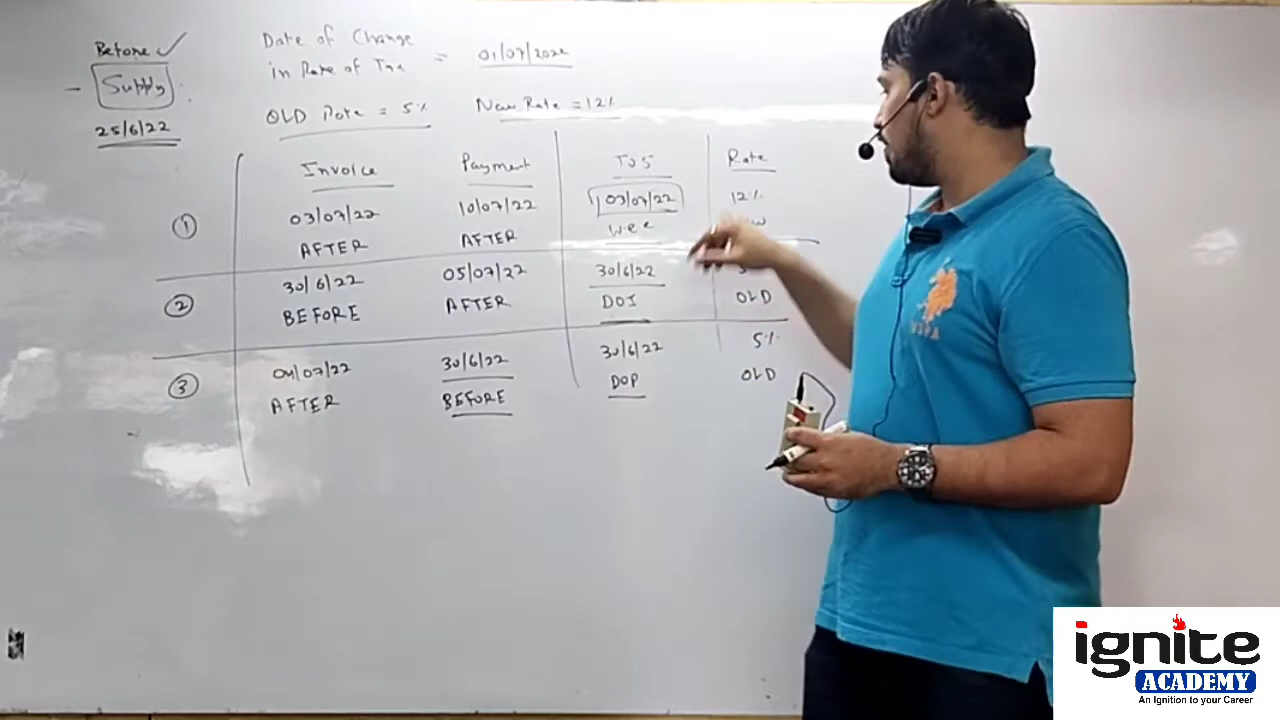 Before ✓
Supply
25/6/22
Date of Change
in Rate of Tax = 01/07/2022
OLD Rate = 5% New Rate = 12%
Invoice Payment TOS Rate
① 03/07/22 10/07/22 03/07/22 12%
AFTER AFTER W.E.E
② 30/6/22 05/07/22 30/6/22
BEFORE AFTER DOI OLD
③ 04/07/22 30/6/22 30/6/22 5%
AFTER BEFORE DOP OLD
ignite
ACADEMY
An Ignition to your Career